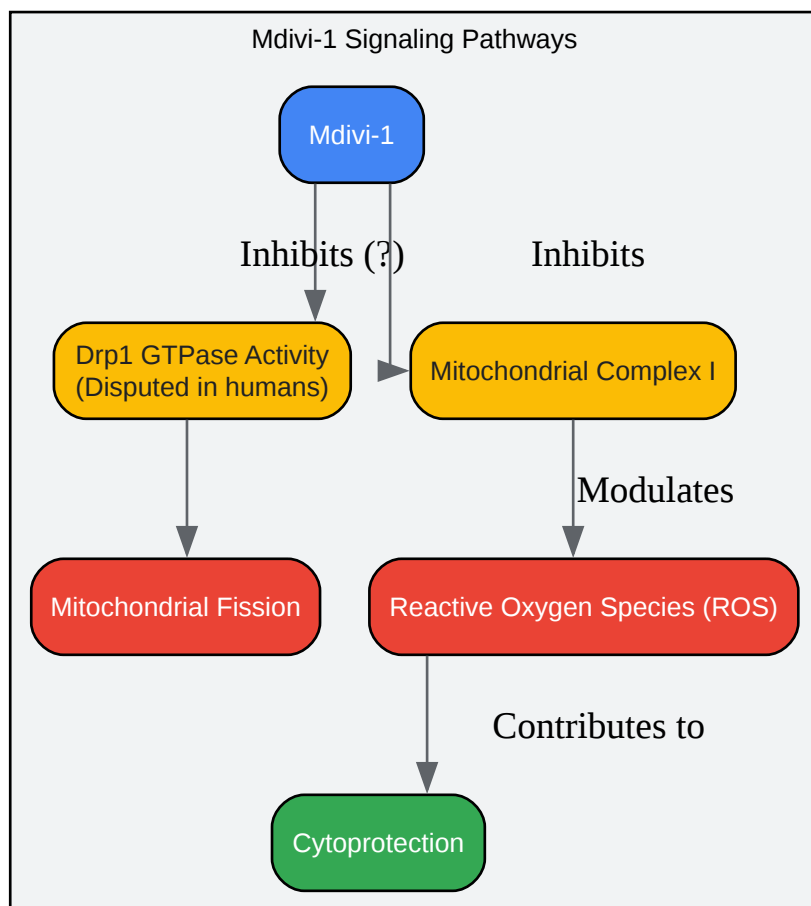 Mdivi-1 Signaling Pathways
Mdivi-1
Inhibits (?)
Inhibits
Drp1 GTPase Activity
(Disputed in humans)
Mitochondrial Complex I
Modulates
Mitochondrial Fission
Reactive Oxygen Species (ROS)
Contributes to
Cytoprotection